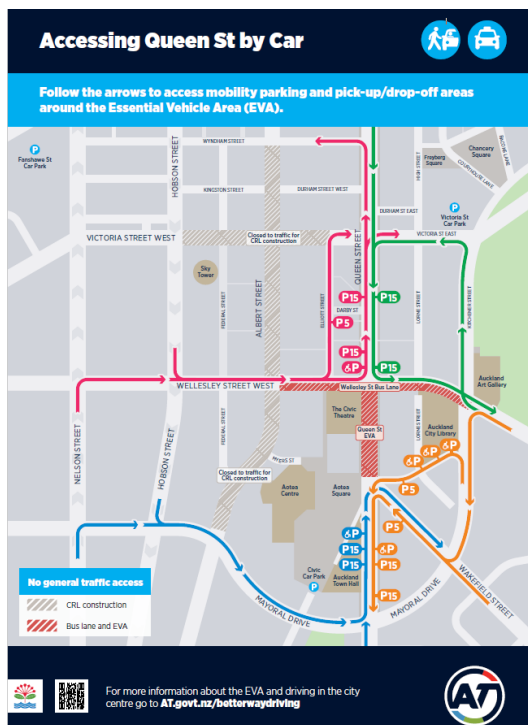 Accessing Queen St by Car
Follow the arrows to access mobility parking and pick-up/drop-off areas
around the Essential Vehicle Area (EVA).
P
Fanshawe St
Car Park
HOBSON STREET
WYNDHAM STREET
HIGH STREET
Freyberg
Square
Chancery
Square
COURTHOUSE LANE
KINGSTON STREET
DURHAM STREET WEST
DURHAM ST EAST
P
Victoria St
Car Park
VICTORIA STREET WEST
Closed to traffic for
CRL construction
QUEEN STREET
VICTORIA ST EAST
Sky
Tower
FEDERAL STREET
ALBERT STREET
ELLIOTT STREET
P15
P15
DARBY ST
P5
LORNE STREET
KITCHENER STREET
P15
P
P15
Auckland
Art Gallery
WELLESLEY STREET WEST
Wellesley St Bus Lane
NELSON STREET
HOBSON STREET
FEDERAL STREET
The Civic
Theatre
Queen St
EVA
LORNE STREET
Auckland
City Library
P
P
P
MYERS ST
Closed to traffic for
CRL construction
Aotea
Centre
Aotea
Square
P5
P5
P
P15
P
P15
Civic
Car Park
P
Auckland
Town Hall
P15
MAYORAL DRIVE
MAYORAL DRIVE
WAKEFIELD STREET
No general traffic access
CRL construction
Bus lane and EVA
For more information about the EVA and driving in the city
centre go to AT.govt.nz/betterwaydriving
AT